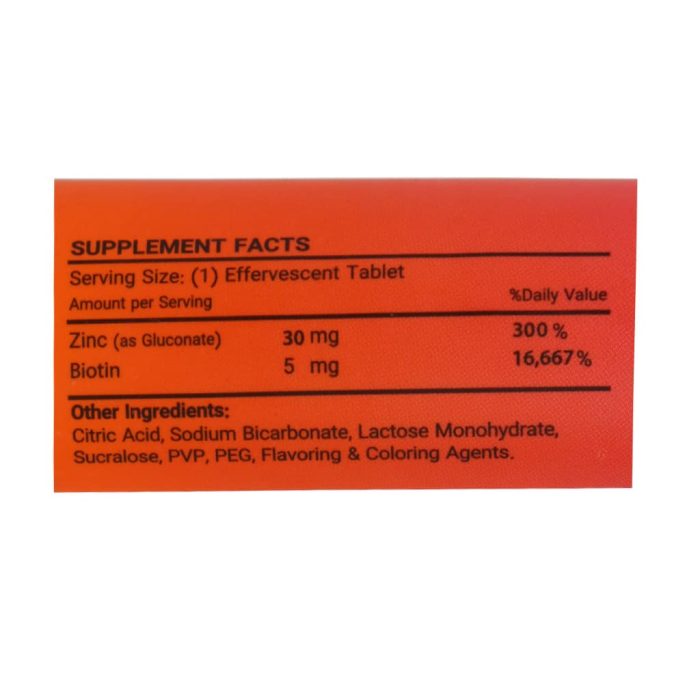 SUPPLEMENT FACTS
Serving Size: (1) Effervescent Tablet
Amount per Serving %Daily Value
Zinc (as Gluconate) 30 mg 300 %
Biotin 5 mg 16,667%
Other Ingredients:
Citric Acid, Sodium Bicarbonate, Lactose Monohydrate,
Sucralose, PVP, PEG, Flavoring & Coloring Agents.